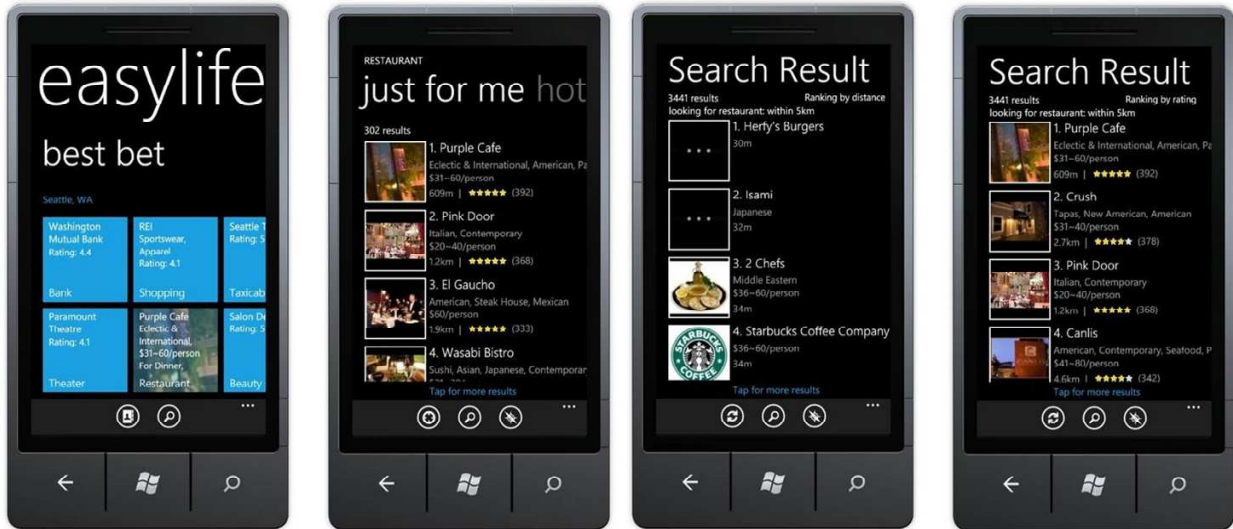 easylife
best bet
Seattle, WA
Washington
Mutual Bank
Rating: 4.4
Bank
REI
Sportswear,
Apparel
Rating: 4.1
Shopping
Seattle T
Rating: 5
Taxicab
Paramount
Theatre
Rating: 4.1
Theater
Purple Cafe
Eclectic &
International,
$31~60/person
For Dinner,
Restaurant
Salon De
Rating: 5
Beauty
...
RESTAURANT
just for me hot
302 results
1. Purple Cafe
Eclectic & International, American, Pa
$31~60/person
609m | ★★★★★ (392)
2. Pink Door
Italian, Contemporary
$20~40/person
1.2km | ★★★★★ (368)
3. El Gaucho
American, Steak House, Mexican
$60/person
1.9km | ★★★★★ (333)
4. Wasabi Bistro
Sushi, Asian, Japanese, Contemporar
Tap for more results
...
Search Result
3441 results Ranking by distance
looking for restaurant: within 5km
1. Herfy's Burgers
30m
2. Isami
Japanese
32m
3. 2 Chefs
Middle Eastern
$36~60/person
34m
4. Starbucks Coffee Company
$36~60/person
34m
STARBUCKS
COFFEE
Tap for more results
...
Search Result
3441 results Ranking by rating
looking for restaurant: within 5km
1. Purple Cafe
Eclectic & International, American, Pa
$31~60/person
609m | ★★★★★ (392)
2. Crush
Tapas, New American, American
$31~40/person
2.7km | ★★★★★ (378)
3. Pink Door
Italian, Contemporary
$20~40/person
1.2km | ★★★★★ (368)
4. Canlis
American, Contemporary, Seafood, P
$41~80/person
4.6km | ★★★★★ (342)
Tap for more results
...